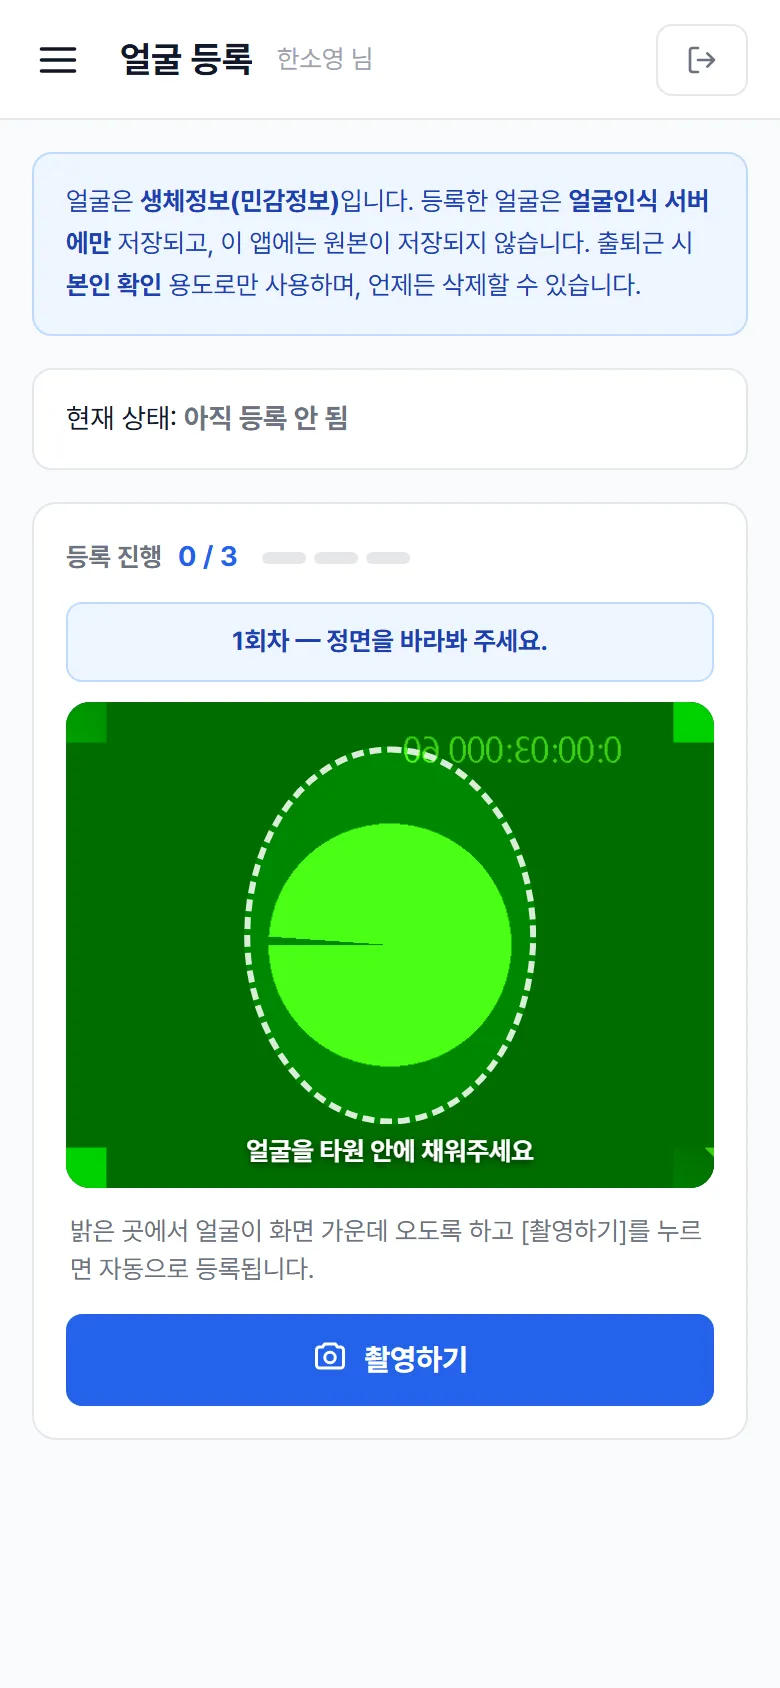 얼굴 등록 한소영 님
얼굴은 생체정보(민감정보)입니다. 등록한 얼굴은 얼굴인식 서버
에만 저장되고, 이 앱에는 원본이 저장되지 않습니다. 출퇴근 시
본인 확인 용도로만 사용하며, 언제든 삭제할 수 있습니다.
현재 상태: 아직 등록 안 됨
등록 진행 0 / 3
1회차 — 정면을 바라봐 주세요.
0:00:03:000 60
얼굴을 타원 안에 채워주세요
밝은 곳에서 얼굴이 화면 가운데 오도록 하고 [촬영하기]를 누르
면 자동으로 등록됩니다.
촬영하기